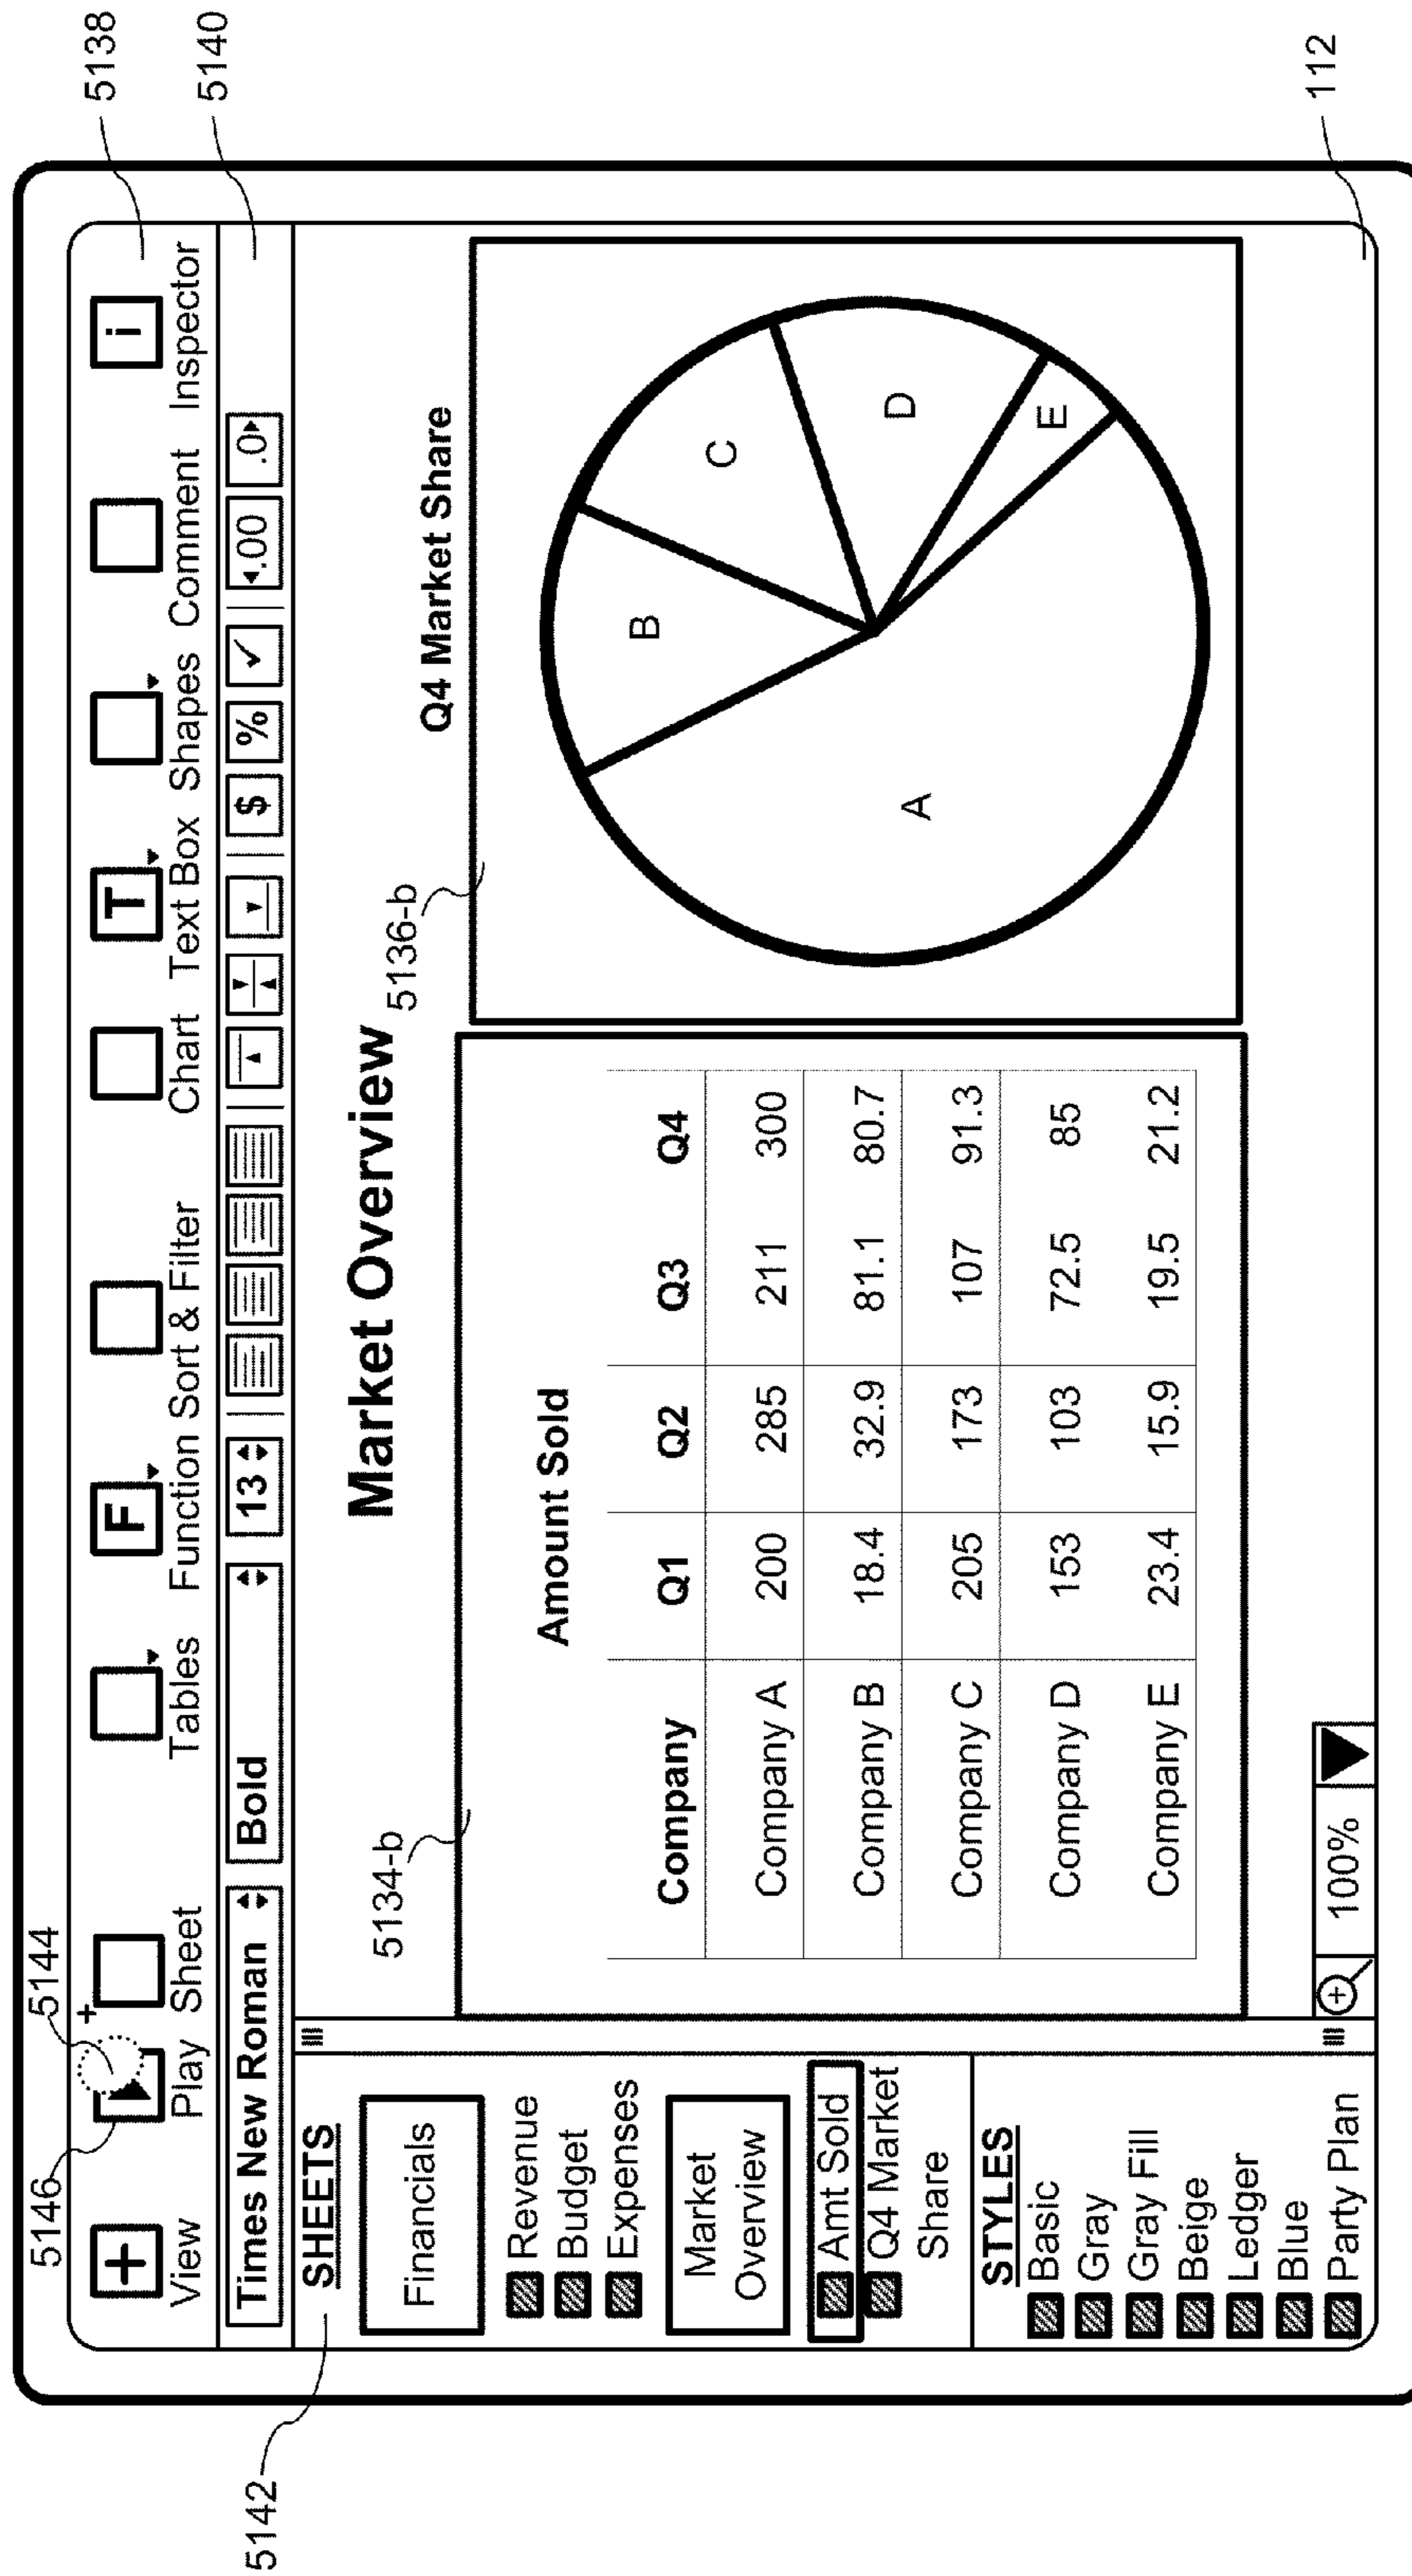 5138
5140
5146
5144
+
i
T
F
+
View Play Sheet Tables Function Sort & Filter Chart Text Box Shapes Comment Inspector
Times New Roman Bold 13 $ % ✓ .00 .0
5142
SHEETS
Financials
Revenue
Budget
Expenses
Market
Overview
Amt Sold
Q4 Market
Share
STYLES
Basic
Gray
Gray Fill
Beige
Ledger
Blue
Party Plan
Market Overview
5134-b
Amount Sold
Company Q1 Q2 Q3 Q4
Company A 200 285 211 300
Company B 18.4 32.9 81.1 80.7
Company C 205 173 107 91.3
Company D 153 103 72.5 85
Company E 23.4 15.9 19.5 21.2
5136-b
Q4 Market Share
B
C
D
E
A
100%
112